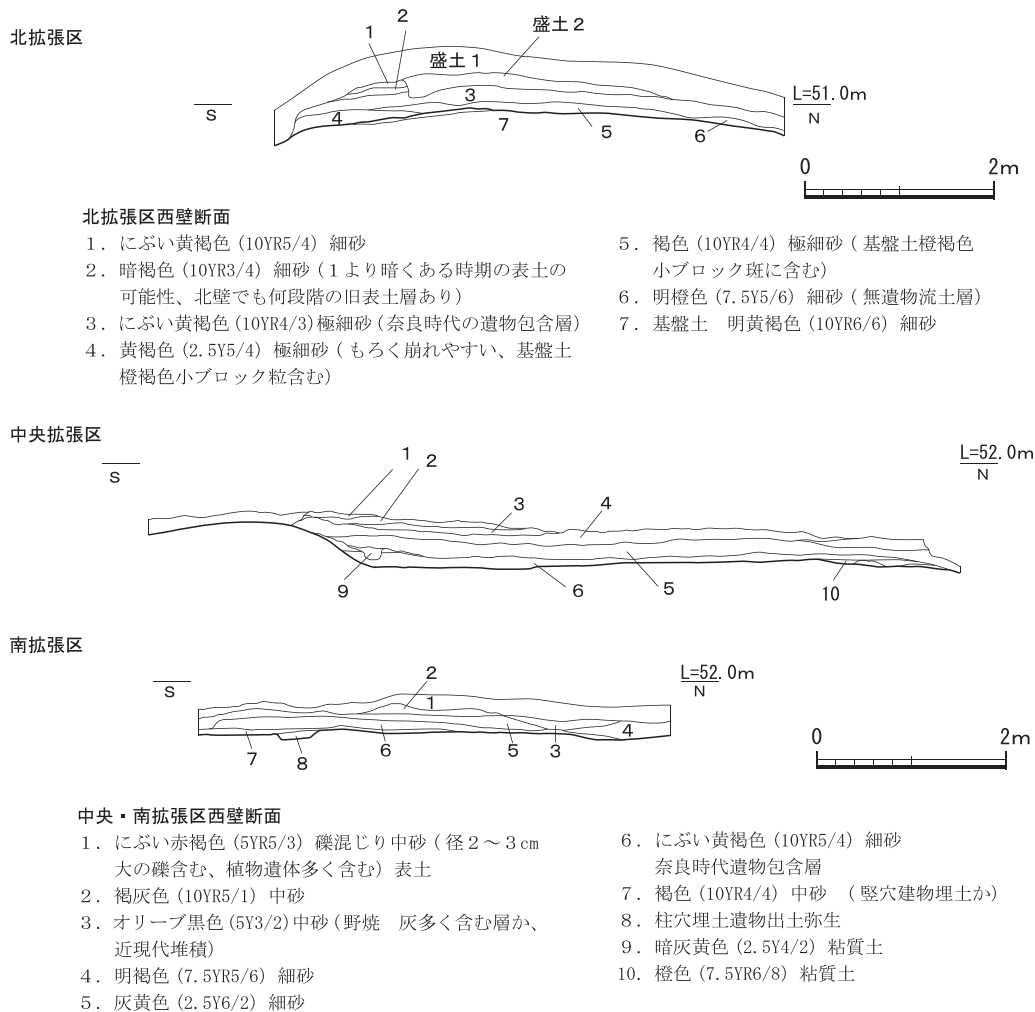 北拡張区
1
2
盛土2
盛土1
3
4
7
5
6
S
L=51.0m
N
0 2m
北拡張区西壁断面
1．にぶい黄褐色(10YR5/4) 細砂
2．暗褐色(10YR3/4) 細砂(1より暗くある時期の表土の
可能性、北壁でも何段階の旧表土層あり)
3．にぶい黄褐色(10YR4/3)極細砂(奈良時代の遺物包含層)
4．黄褐色(2.5Y5/4) 極細砂(もろく崩れやすい、基盤土
橙褐色小ブロック粒含む)
5．褐色(10YR4/4) 極細砂(基盤土橙褐色
小ブロック斑に含む)
6．明橙色(7.5Y5/6) 細砂(無遺物流土層)
7．基盤土　明黄褐色(10YR6/6) 細砂
中央拡張区
S
1
2
3
4
L=52.0m
N
9
6
5
10
南拡張区
S
2
1
L=52.0m
N
7
8
6
5
3
4
0 2m
中央・南拡張区西壁断面
1．にぶい赤褐色(5YR5/3) 礫混じり中砂(径2～3cm
大の礫含む、植物遺体多く含む) 表土
2．褐灰色(10YR5/1) 中砂
3．オリーブ黒色(5Y3/2)中砂(野焼　灰多く含む層か、
近現代堆積)
4．明褐色(7.5YR5/6) 細砂
5．灰黄色(2.5Y6/2) 細砂
6．にぶい黄褐色(10YR5/4) 細砂
奈良時代遺物包含層
7．褐色(10YR4/4) 中砂　(竪穴建物埋土か)
8．柱穴埋土遺物出土弥生
9．暗灰黄色(2.5Y4/2) 粘質土
10．橙色(7.5YR6/8) 粘質土